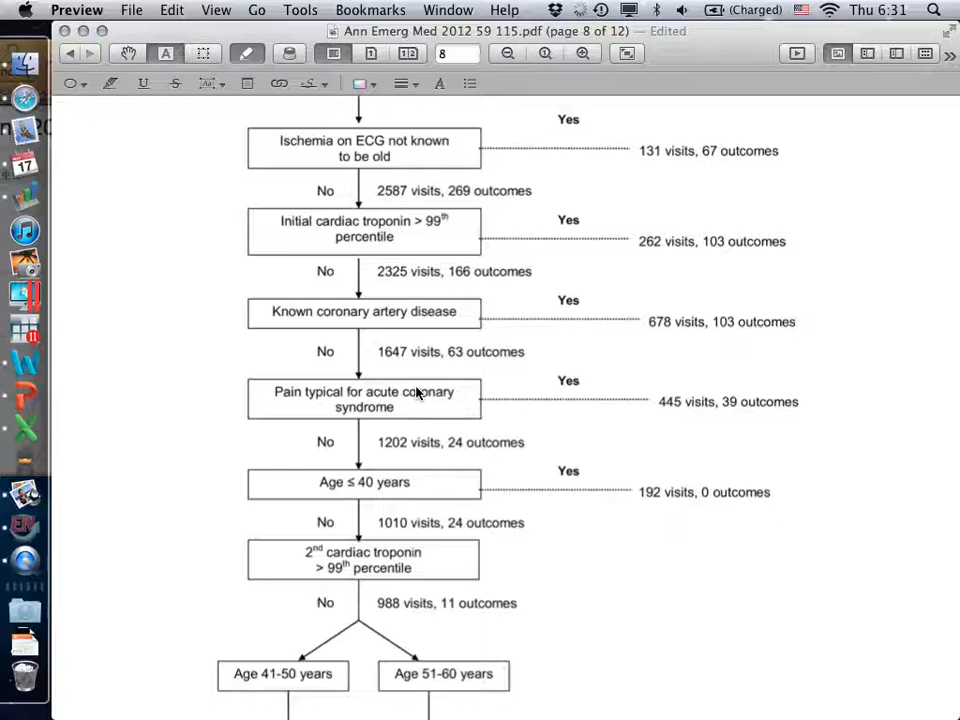 Preview File Edit View Go Tools Bookmarks Window Help (Charged) Thu 6:31
Ann Emerg Med 2012 59 115.pdf (page 8 of 12) — Edited
8
Yes
Ischemia on ECG not known
to be old
131 visits, 67 outcomes
No 2587 visits, 269 outcomes
Initial cardiac troponin > 99th
percentile
Yes
262 visits, 103 outcomes
No 2325 visits, 166 outcomes
Known coronary artery disease
Yes
678 visits, 103 outcomes
No 1647 visits, 63 outcomes
Pain typical for acute coronary
syndrome
Yes
445 visits, 39 outcomes
No 1202 visits, 24 outcomes
Age ≤ 40 years
Yes
192 visits, 0 outcomes
No 1010 visits, 24 outcomes
2nd cardiac troponin
> 99th percentile
No 988 visits, 11 outcomes
Age 41-50 years
Age 51-60 years
17
11